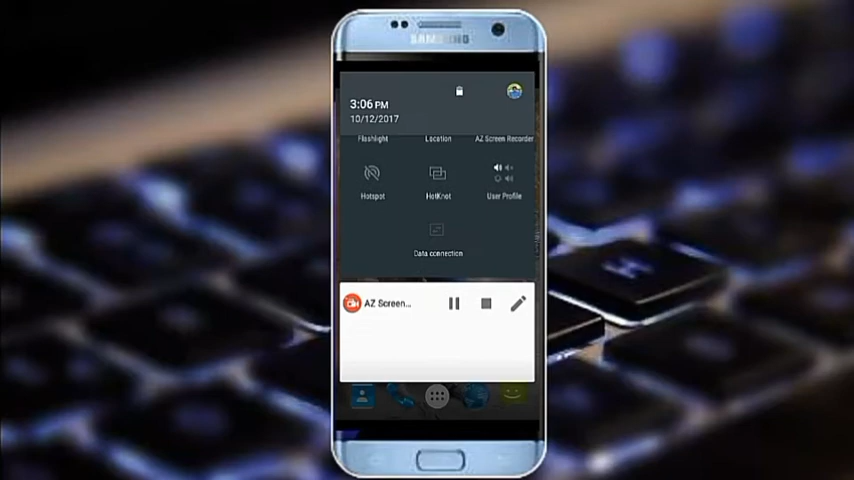 SAMSUNG
3:06 PM
10/12/2017
Flashlight
Location
AZ Screen Recorder
Hotspot
HotKnot
User Profile
Data connection
AZ Screen...